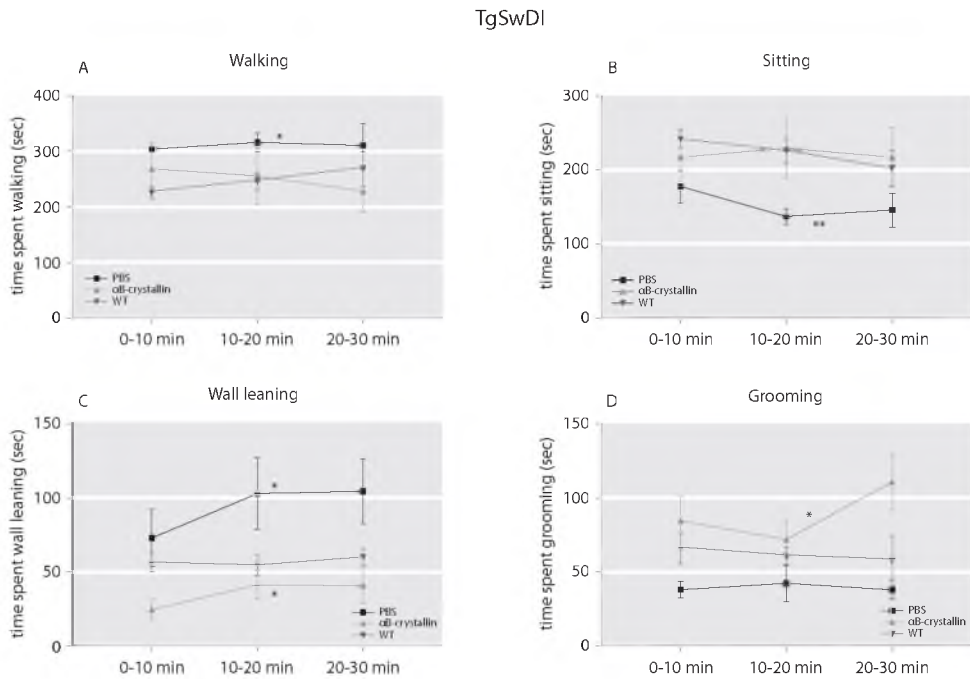 TgSwDI
A
Walking
time spent walking (sec)
400
300
200
100
0
*
PBS
αB-crystallin
WT
0-10 min
10-20 min
20-30 min
B
Sitting
time spent sitting (sec)
300
200
100
0
**
PBS
αB-crystallin
WT
0-10 min
10-20 min
20-30 min
C
Wall leaning
time spent wall leaning (sec)
150
100
50
0
*
*
PBS
αB-crystallin
WT
0-10 min
10-20 min
20-30 min
D
Grooming
time spent grooming (sec)
150
100
50
0
*
PBS
αB-crystallin
WT
0-10 min
10-20 min
20-30 min